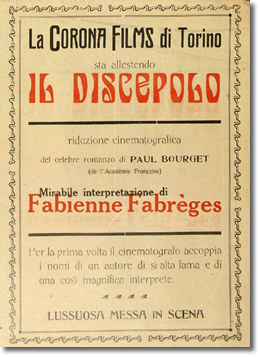 La CORONA FILMS di Torino
sta allestendo
IL DISCEPOLO
riduzione cinematografica
del celebre romanzo di PAUL BOURGET
(de l'Académie Française)
Mirabile interpretazione di
Fabienne Fabrèges
Per la prima volta il cinematografo accoppia
i nomi di un autore di sì alta fama e di
una così magnifica interprete.
LUSSUOSA MESSA IN SCENA